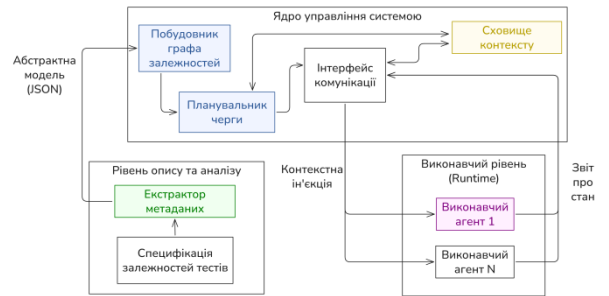 Ядро управління системою
Побудовник
графа
залежностей
Сховище
контексту
Абстрактна
модель
(JSON)
Інтерфейс
комунікації
Планувальник
черги
Рівень опису та аналізу
Екстрактор
метаданих
Специфікація
залежностей тестів
Контекстна
ін'єкція
Виконавчий рівень
(Runtime)
Виконавчий
агент 1
Виконавчий
агент N
Звіт
про
стан